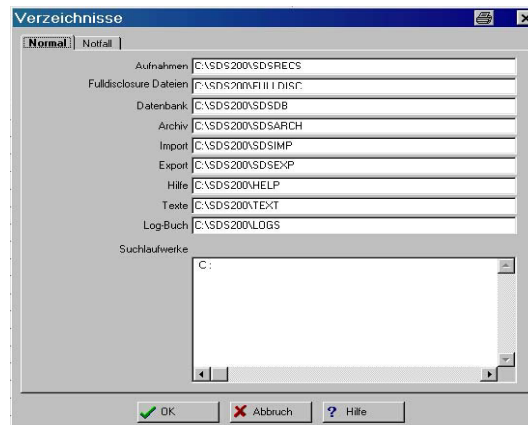 Verzeichnisse
Normal Notfall
Aufnahmen C:\SDS200\SDSRECS
Fulldisclosure Dateien C:\SDS200\FULLDISC
Datenbank C:\SDS200\SDSDB
Archiv C:\SDS200\SDSARCH
Import C:\SDS200\SDSIMP
Export C:\SDS200\SDSEXP
Hilfe C:\SDS200\HELP
Texte C:\SDS200\TEXT
Log-Buch C:\SDS200\LOGS
Suchlaufwerke
C:
OK Abbruch ? Hilfe